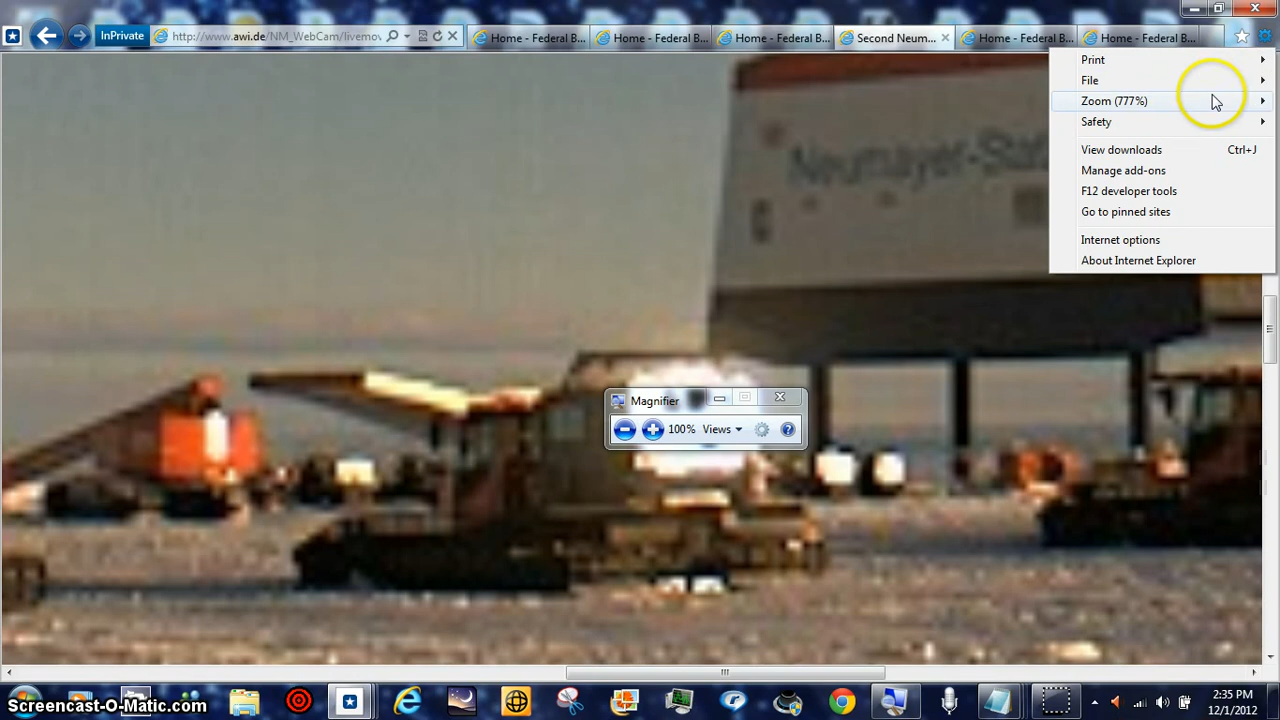 InPrivate
http://www.awi.de/NM_WebCam/livemov
Home - Federal B...
Home - Federal B...
Home - Federal B...
Second Neum...
Home - Federal B...
Home - Federal B...
Print
File
Zoom (777%)
Safety
View downloads Ctrl+J
Manage add-ons
F12 developer tools
Go to pinned sites
Internet options
About Internet Explorer
Neumayer-Stat
Magnifier
100% Views
Screencast-O-Matic.com
2:35 PM
12/1/2012